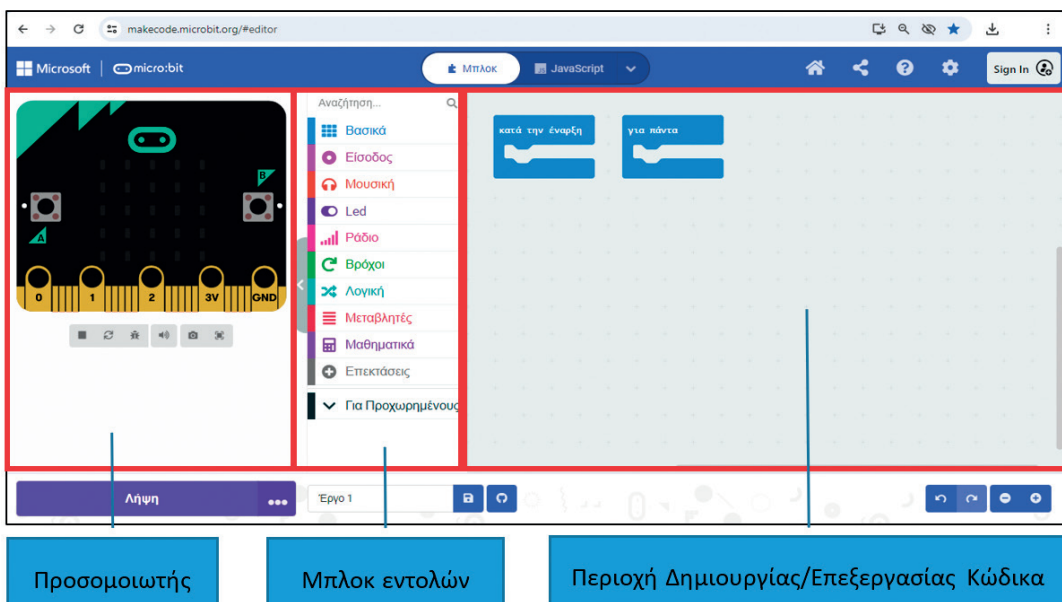 makecode.microbit.org/#editor
Microsoft | micro:bit Μπλοκ JavaScript Sign In
Αναζήτηση...
Βασικά
Είσοδος
Μουσική
Led
Ράδιο
Βρόχοι
Λογική
Μεταβλητές
Μαθηματικά
Επεκτάσεις
Για Προχωρημένους
κατά την έναρξη
για πάντα
A
B
0 1 2 3V GND
Λήψη
Έργο 1
Προσομοιωτής
Μπλοκ εντολών
Περιοχή Δημιουργίας/Επεξεργασίας Κώδικα